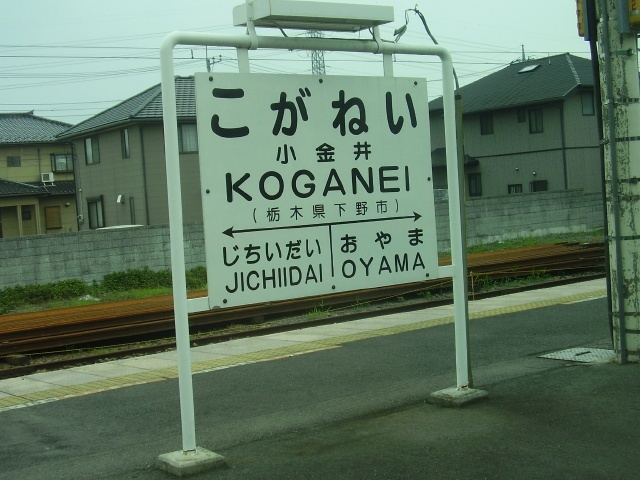 こがねい
小金井
KOGANEI
(栃木県下野市)
じちいだい おやま
JICHIIDAI OYAMA